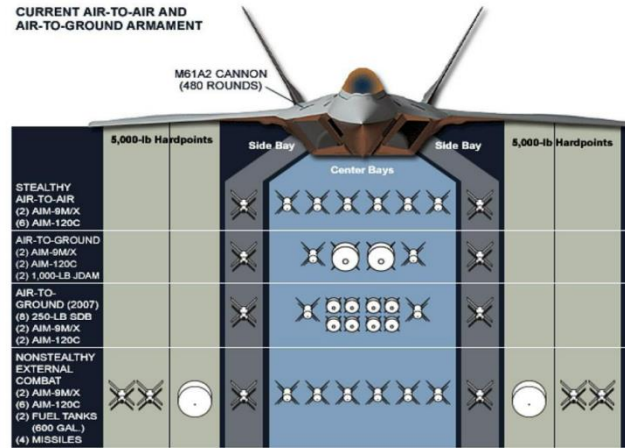 CURRENT AIR-TO-AIR AND
AIR-TO-GROUND ARMAMENT
M61A2 CANNON
(480 ROUNDS)
5,000-lb Hardpoints
Side Bay
Center Bays
Side Bay
5,000-lb Hardpoints
STEALTHY
AIR-TO-AIR
(2) AIM-9M/X
(6) AIM-120C
AIR-TO-GROUND
(2) AIM-9M/X
(2) AIM-120C
(2) 1,000-LB JDAM
AIR-TO-
GROUND (2007)
(8) 250-LB SDB
(2) AIM-9M/X
(2) AIM-120C
NONSTEALTHY
EXTERNAL
COMBAT
(2) AIM-9M/X
(6) AIM-120C
(2) FUEL TANKS
(600 GAL.)
(4) MISSILES